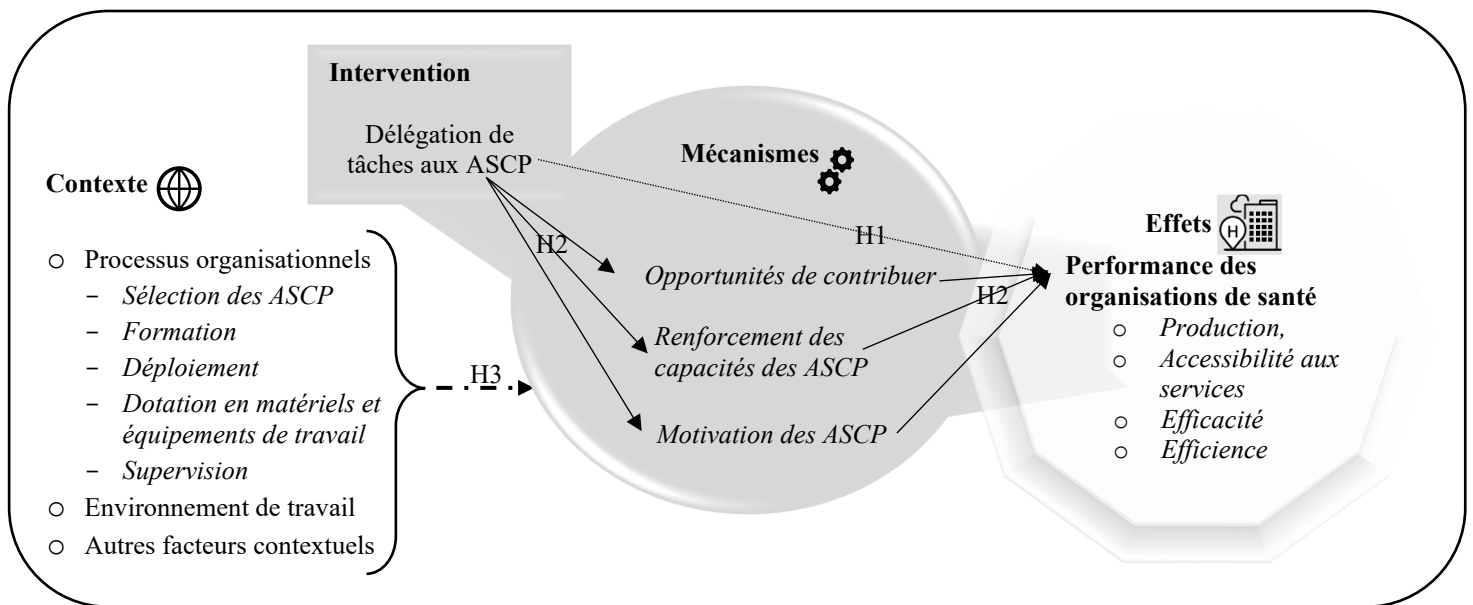 Intervention
Délégation de
tâches aux ASCP
Contexte
○ Processus organisationnels
– Sélection des ASCP
– Formation
– Déploiement
– Dotation en matériels et
équipements de travail
– Supervision
○ Environnement de travail
○ Autres facteurs contextuels
H3
Mécanismes
H1
H2
Opportunités de contribuer
H2
Renforcement des
capacités des ASCP
Motivation des ASCP
Effets
H
Performance des
organisations de santé
○ Production,
○ Accessibilité aux
services
○ Efficacité
○ Efficience